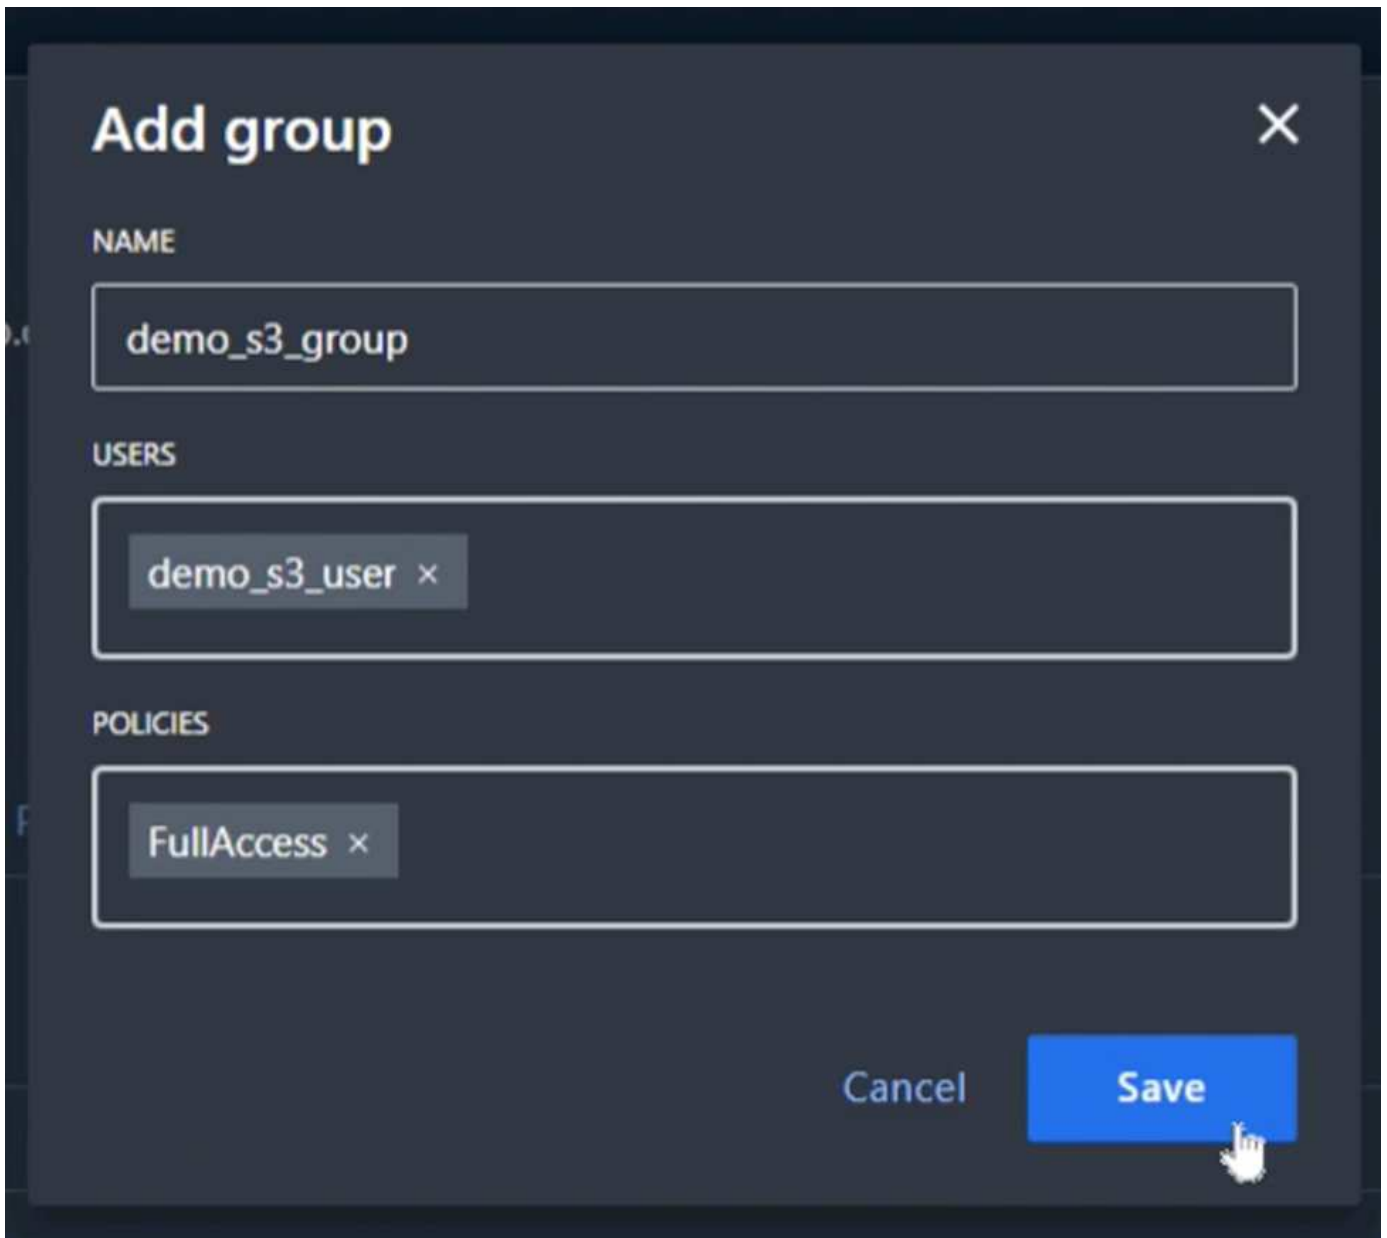 Add group
NAME
demo_s3_group
USERS
demo_s3_user ×
POLICIES
FullAccess ×
Cancel
Save